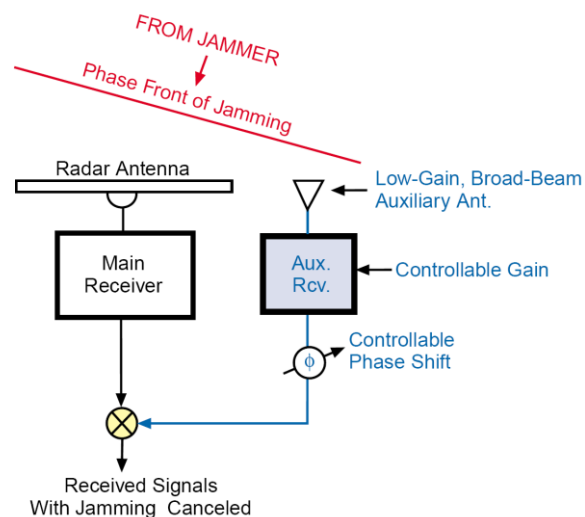 FROM JAMMER
Phase Front of Jamming
Radar Antenna
Low-Gain, Broad-Beam
Auxiliary Ant.
Main
Receiver
Aux.
Rcv.
Controllable Gain
ϕ
Controllable
Phase Shift
Received Signals
With Jamming Canceled